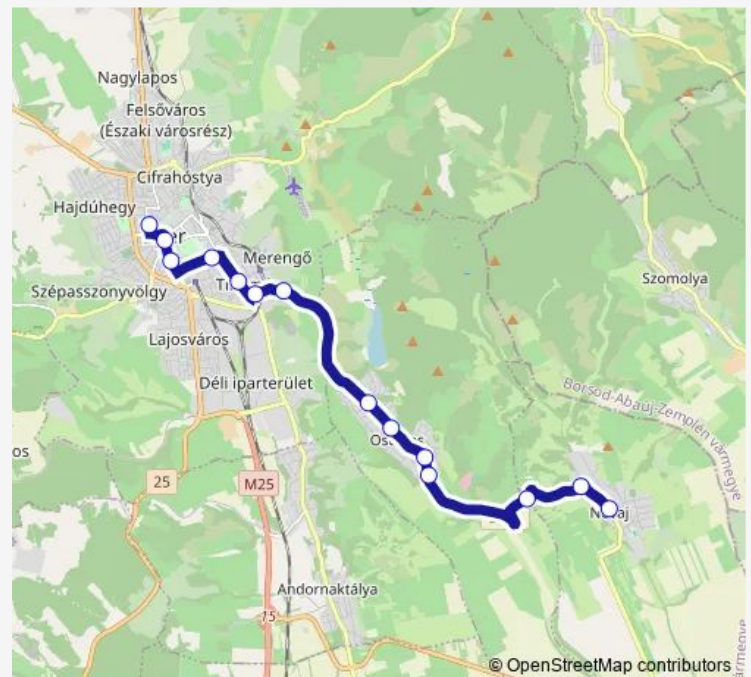 Nagylapos
Felsőváros
(Északi városrész)
Cifrahóstya
Hajdúhegy
Merengő
Szépasszonyvölgy
Szomolya
Lajosváros
Déli iparterület
Borsod-Abaúj-Zemplén vármegye
25
M25
Andornaktálya
15
© OpenStreetMap contributors